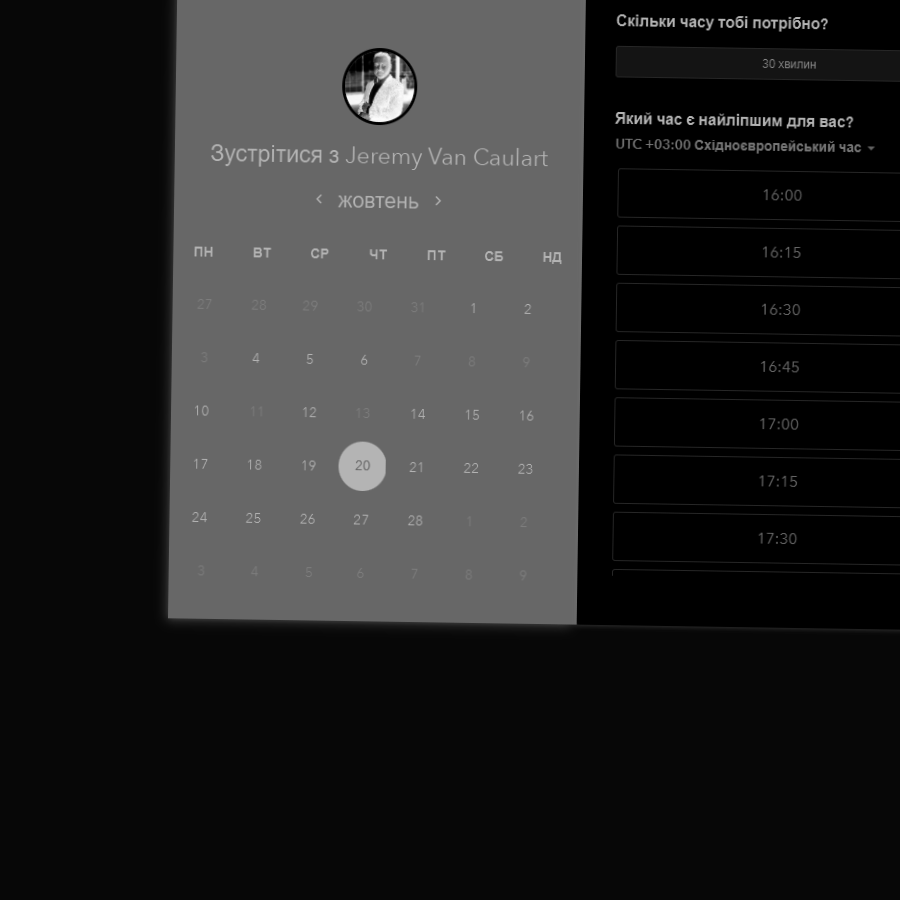 Зустрітися з Jeremy Van Caulart
жовтень
ПН ВТ СР ЧТ ПТ СБ НД
27 28 29 30 31 1 2
3 4 5 6 7 8 9
10 11 12 13 14 15 16
17 18 19 20 21 22 23
24 25 26 27 28 1 2
3 4 5 6 7 8 9
Скільки часу тобі потрібно?
30 хвилин
Який час є найліпшим для вас?
UTC +03:00 Східноєвропейський час
16:00
16:15
16:30
16:45
17:00
17:15
17:30